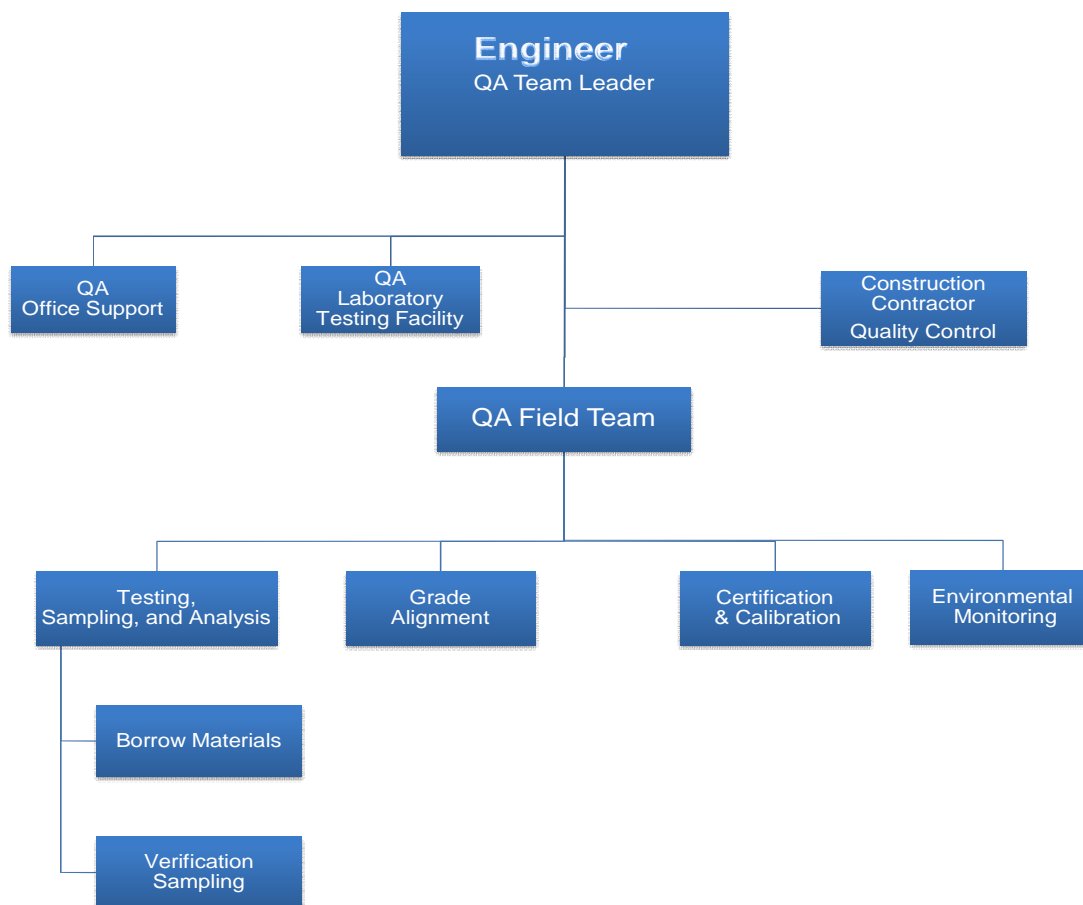 Engineer
QA Team Leader
QA
Office Support
QA
Laboratory
Testing Facility
Construction
Contractor
Quality Control
QA Field Team
Testing,
Sampling, and Analysis
Grade
Alignment
Certification
& Calibration
Environmental
Monitoring
Borrow Materials
Verification
Sampling